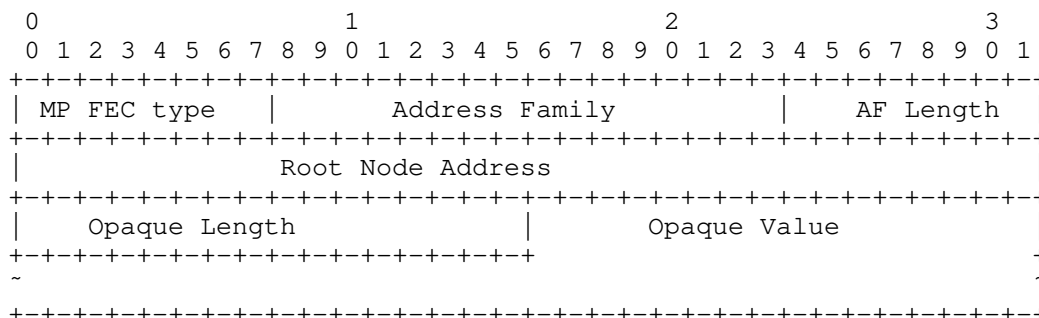 0                   1                   2                   3
 0 1 2 3 4 5 6 7 8 9 0 1 2 3 4 5 6 7 8 9 0 1 2 3 4 5 6 7 8 9 0 1
+-+-+-+-+-+-+-+-+-+-+-+-+-+-+-+-+-+-+-+-+-+-+-+-+-+-+-+-+-+-+-+-
| MP FEC type   |       Address Family          |    AF Length
+-+-+-+-+-+-+-+-+-+-+-+-+-+-+-+-+-+-+-+-+-+-+-+-+-+-+-+-+-+-+-+-
|                Root Node Address
+-+-+-+-+-+-+-+-+-+-+-+-+-+-+-+-+-+-+-+-+-+-+-+-+-+-+-+-+-+-+-+-
|    Opaque Length              |       Opaque Value
+-+-+-+-+-+-+-+-+-+-+-+-+-+-+-+-+                               -
~                                                               ~
+-+-+-+-+-+-+-+-+-+-+-+-+-+-+-+-+-+-+-+-+-+-+-+-+-+-+-+-+-+-+-+-